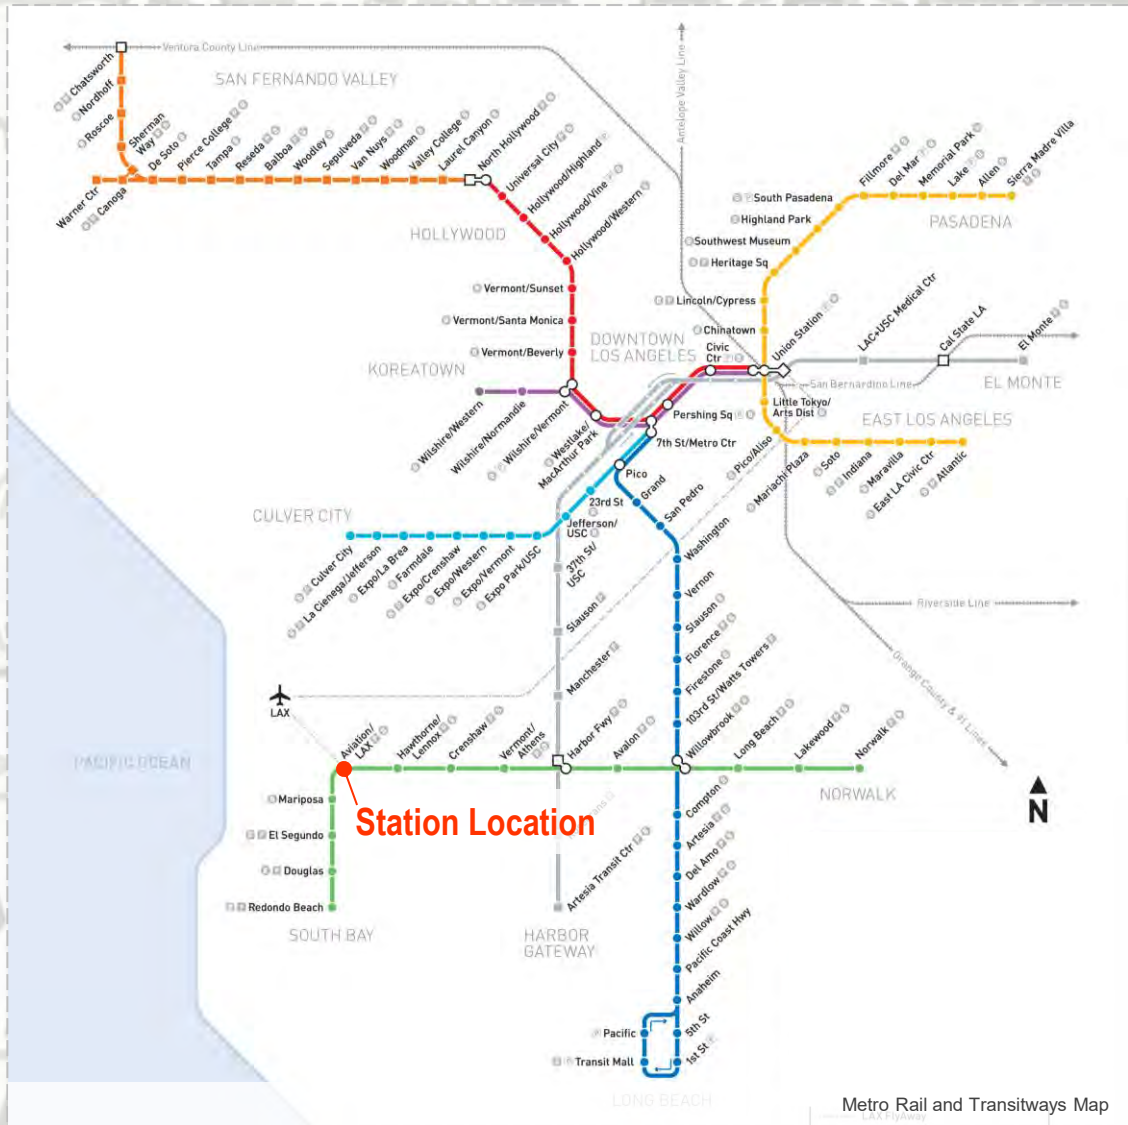 Ventura County Line
Antelope Valley Line
SAN FERNANDO VALLEY
Chatsworth
Nordhoff
Roscoe
Sherman
Way
Warner Ctr
Canoga
De Soto
Pierce College
Tampa
Reseda
Balboa
Woodley
Sepulveda
Van Nuys
Woodman
Valley College
Laurel Canyon
North Hollywood
Universal City
Hollywood/Highland
Hollywood/Vine
Hollywood/Western
HOLLYWOOD
Vermont/Sunset
Vermont/Santa Monica
Vermont/Beverly
KOREATOWN
Wilshire/Western
Wilshire/Normandie
Wilshire/Vermont
Westlake/
MacArthur Park
DOWNTOWN
LOS ANGELES
Civic
Ctr
Pershing Sq
7th St/Metro Ctr
Union Station
Fillmore
Del Mar
Memorial Park
Lake
Allen
Sierra Madre Villa
PASADENA
South Pasadena
Highland Park
Southwest Museum
Heritage Sq
Lincoln/Cypress
Chinatown
LAC+USC Medical Ctr
Cal State LA
El Monte
San Bernardino Line
EL MONTE
Little Tokyo/
Arts Dist
EAST LOS ANGELES
Pico/Aliso
Mariachi Plaza
Soto
Indiana
Maravilla
East LA Civic Ctr
Atlantic
CULVER CITY
Culver City
La Cienega/Jefferson
Expo/La Brea
Farmdale
Expo/Crenshaw
Expo/Western
Expo/Vermont
Expo Park/USC
Jefferson/
USC
23rd St
Pico
Grand
San Pedro
Washington
Vernon
Slauson
Florence
Firestone
103rd St/Watts Towers
Willowbrook
37th St/
USC
Slauson
Manchester
Riverside Line
Orange County & 91 Lines
LAX
PACIFIC OCEAN
Aviation/
LAX
Hawthorne/
Lennox
Crenshaw
Vermont/
Athens
Harbor Fwy
Avalon
Long Beach
Lakewood
Norwalk
NORWALK
Station Location
N
Mariposa
El Segundo
Douglas
Redondo Beach
SOUTH BAY
Artesia Transit Ctr
HARBOR
GATEWAY
Compton
Artesia
Del Amo
Wardlow
Willow
Pacific Coast Hwy
Anaheim
5th St
1st St
Pacific
Transit Mall
LONG BEACH
Metro Rail and Transitways Map
LAX FlyAway